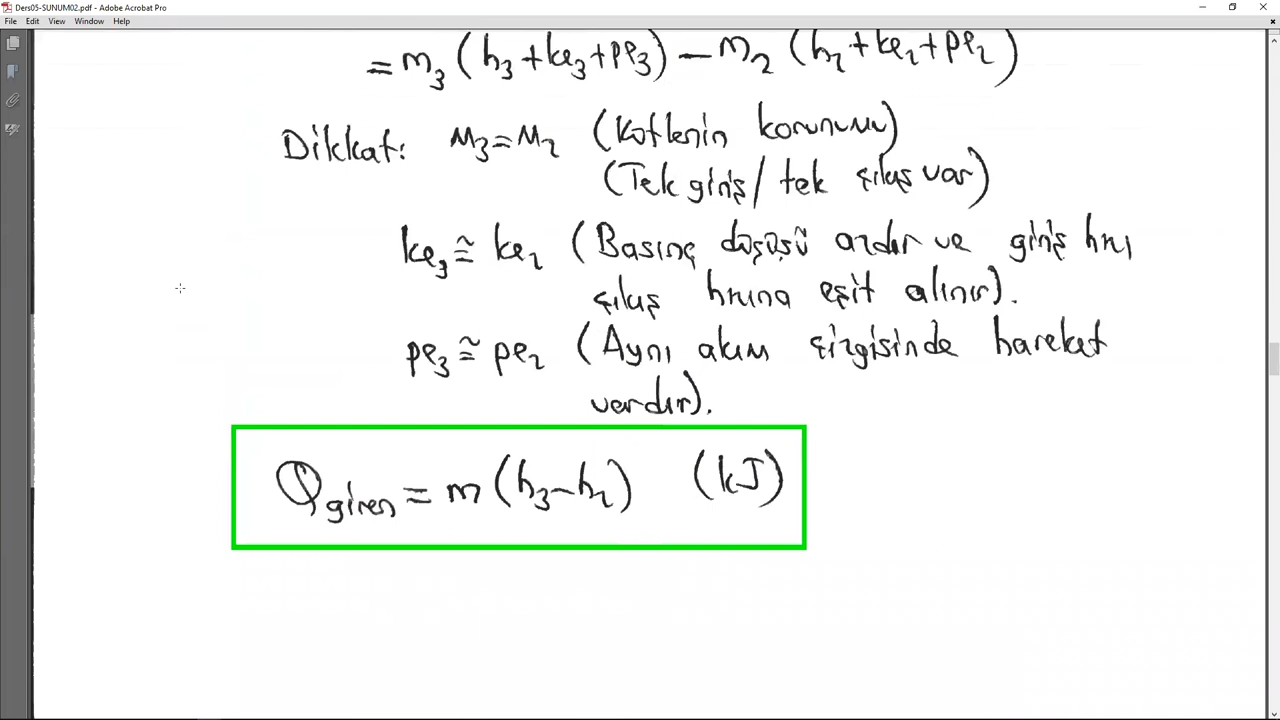 Ders05-SUNUM02.pdf - Adobe Acrobat Pro
File Edit View Window Help
= m₃ (h₃+ke₃+pe₃) – m₂ (h₂+ke₂+pe₂)
Dikkat: m₃=m₂ (Kütlenin korunumu)
(Tek giriş/ tek çıkış var)
ke₃ ≅ ke₂ (Basınç düşüşü azdır ve giriş hızı
çıkış hızına eşit alınır).
pe₃ ≅ pe₂ (Aynı akım çizgisinde hareket
vardır).
Qgiren = m (h₃–h₂) (kJ)